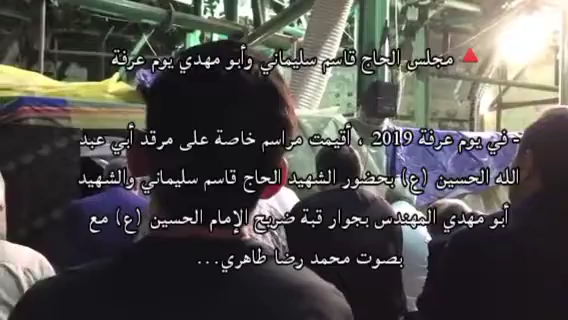 🔺 مجلس الحاج قاسم سليماني وأبو مهدي يوم عرفة
- في يوم عرفة 2019 ، أقيمت مراسم خاصة على مرقد أبي عبد
الله الحسين (ع) بحضور الشهيد الحاج قاسم سليماني والشهيد
أبو مهدي المهندس بجوار قبة ضريح الإمام الحسين (ع) مع
بصوت محمد رضا طاهري...